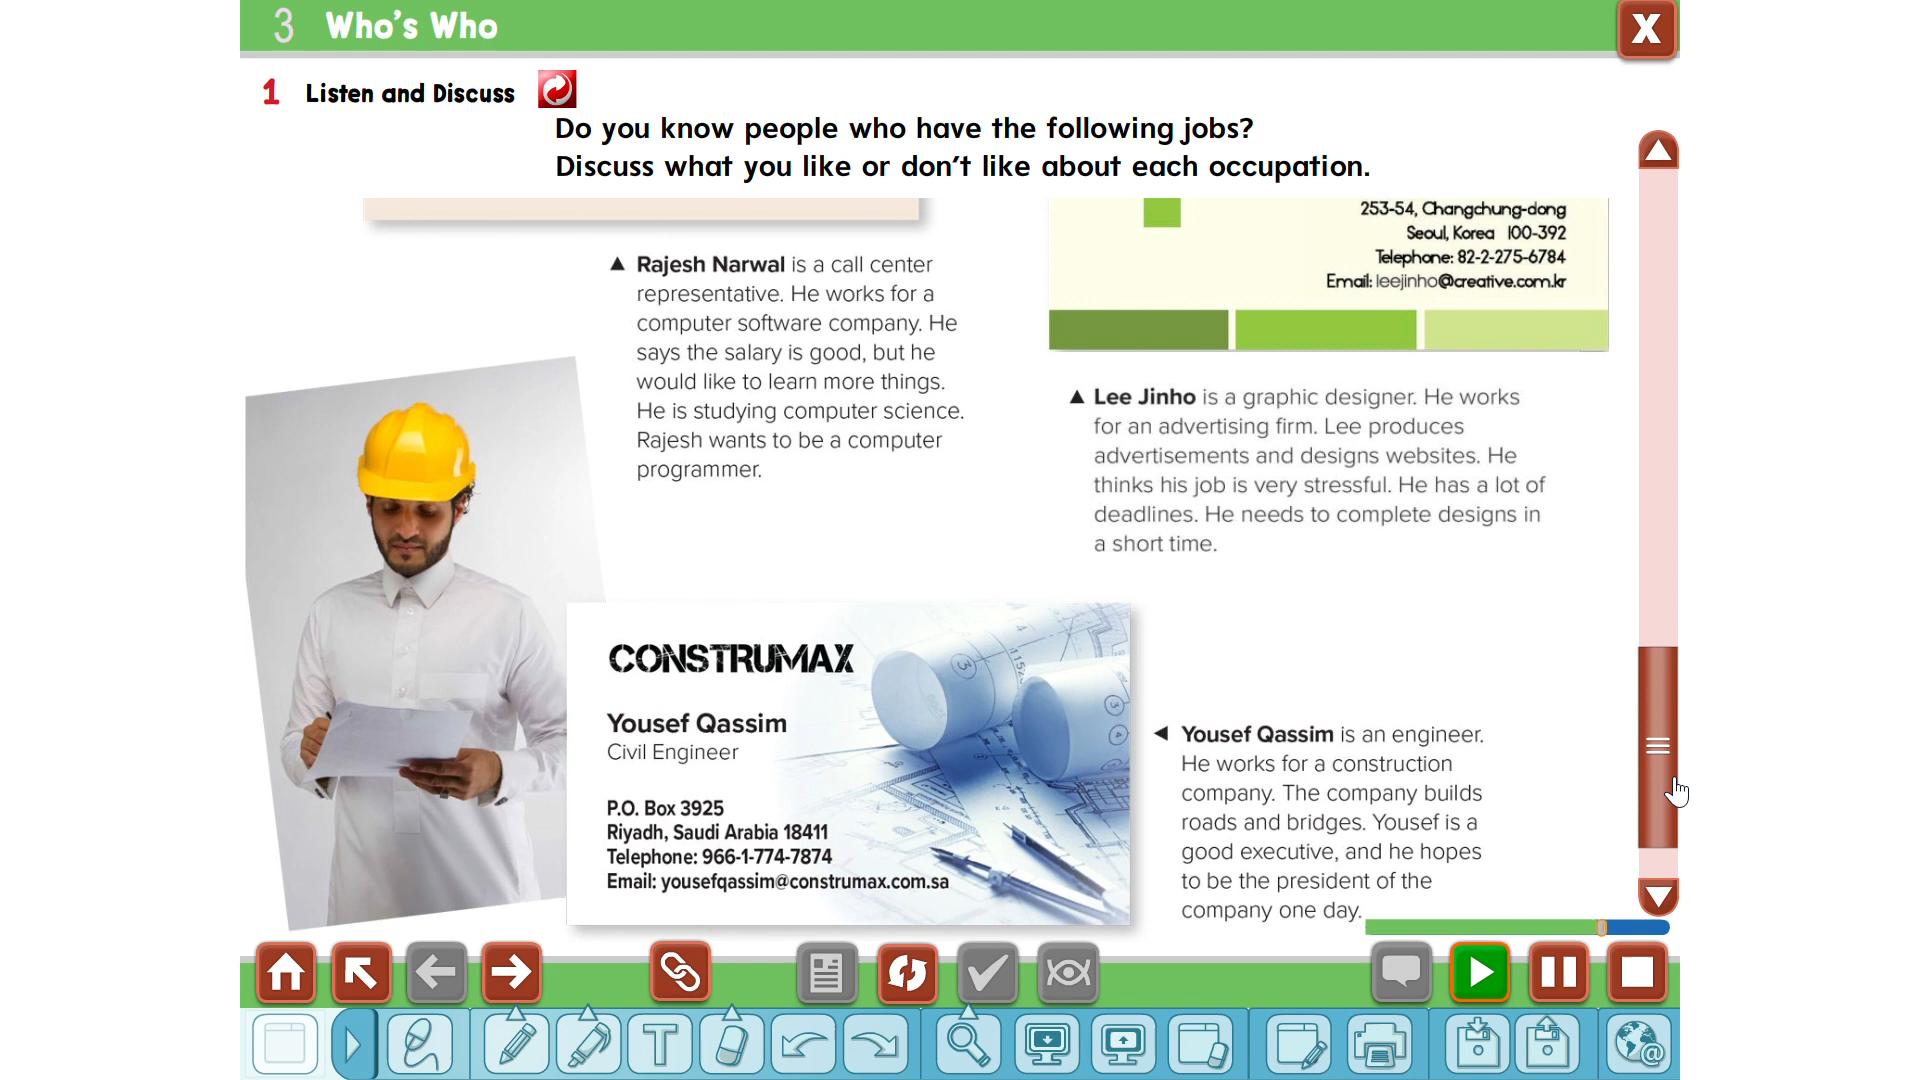 3 Who's Who
X
1 Listen and Discuss
Do you know people who have the following jobs?
Discuss what you like or don't like about each occupation.
253-54, Changchung-dong
Seoul, Korea 100-392
Telephone: 82-2-275-6784
Email: leejinho@creative.com.kr
▲ Rajesh Narwal is a call center
representative. He works for a
computer software company. He
says the salary is good, but he
would like to learn more things.
He is studying computer science.
Rajesh wants to be a computer
programmer.
▲ Lee Jinho is a graphic designer. He works
for an advertising firm. Lee produces
advertisements and designs websites. He
thinks his job is very stressful. He has a lot of
deadlines. He needs to complete designs in
a short time.
CONSTRUMAX
Yousef Qassim
Civil Engineer
P.O. Box 3925
Riyadh, Saudi Arabia 18411
Telephone: 966-1-774-7874
Email: yousefqassim@construmax.com.sa
◄ Yousef Qassim is an engineer.
He works for a construction
company. The company builds
roads and bridges. Yousef is a
good executive, and he hopes
to be the president of the
company one day.